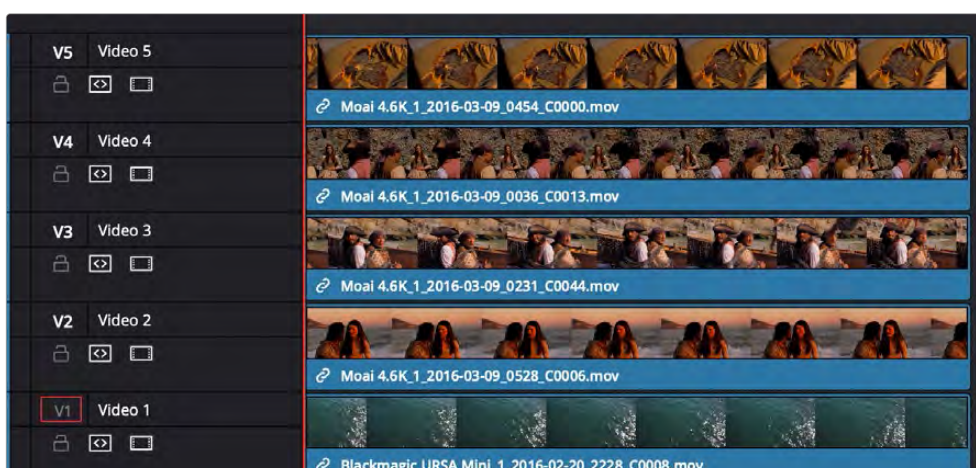 V5 Video 5
Moai 4.6K_1_2016-03-09_0454_C0000.mov
V4 Video 4
Moai 4.6K_1_2016-03-09_0036_C0013.mov
V3 Video 3
Moai 4.6K_1_2016-03-09_0231_C0044.mov
V2 Video 2
Moai 4.6K_1_2016-03-09_0528_C0006.mov
V1 Video 1
Blackmagic URSA Mini_1_2016-02-20_2228_C0008.mov